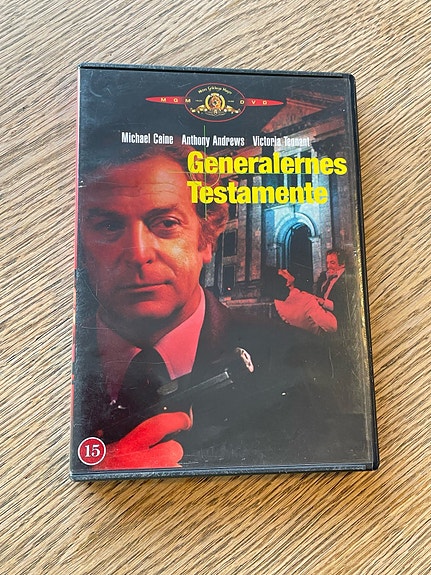 MGM DVD
Michael Caine Anthony Andrews Victoria Tennant
Generalernes
Testamente
15